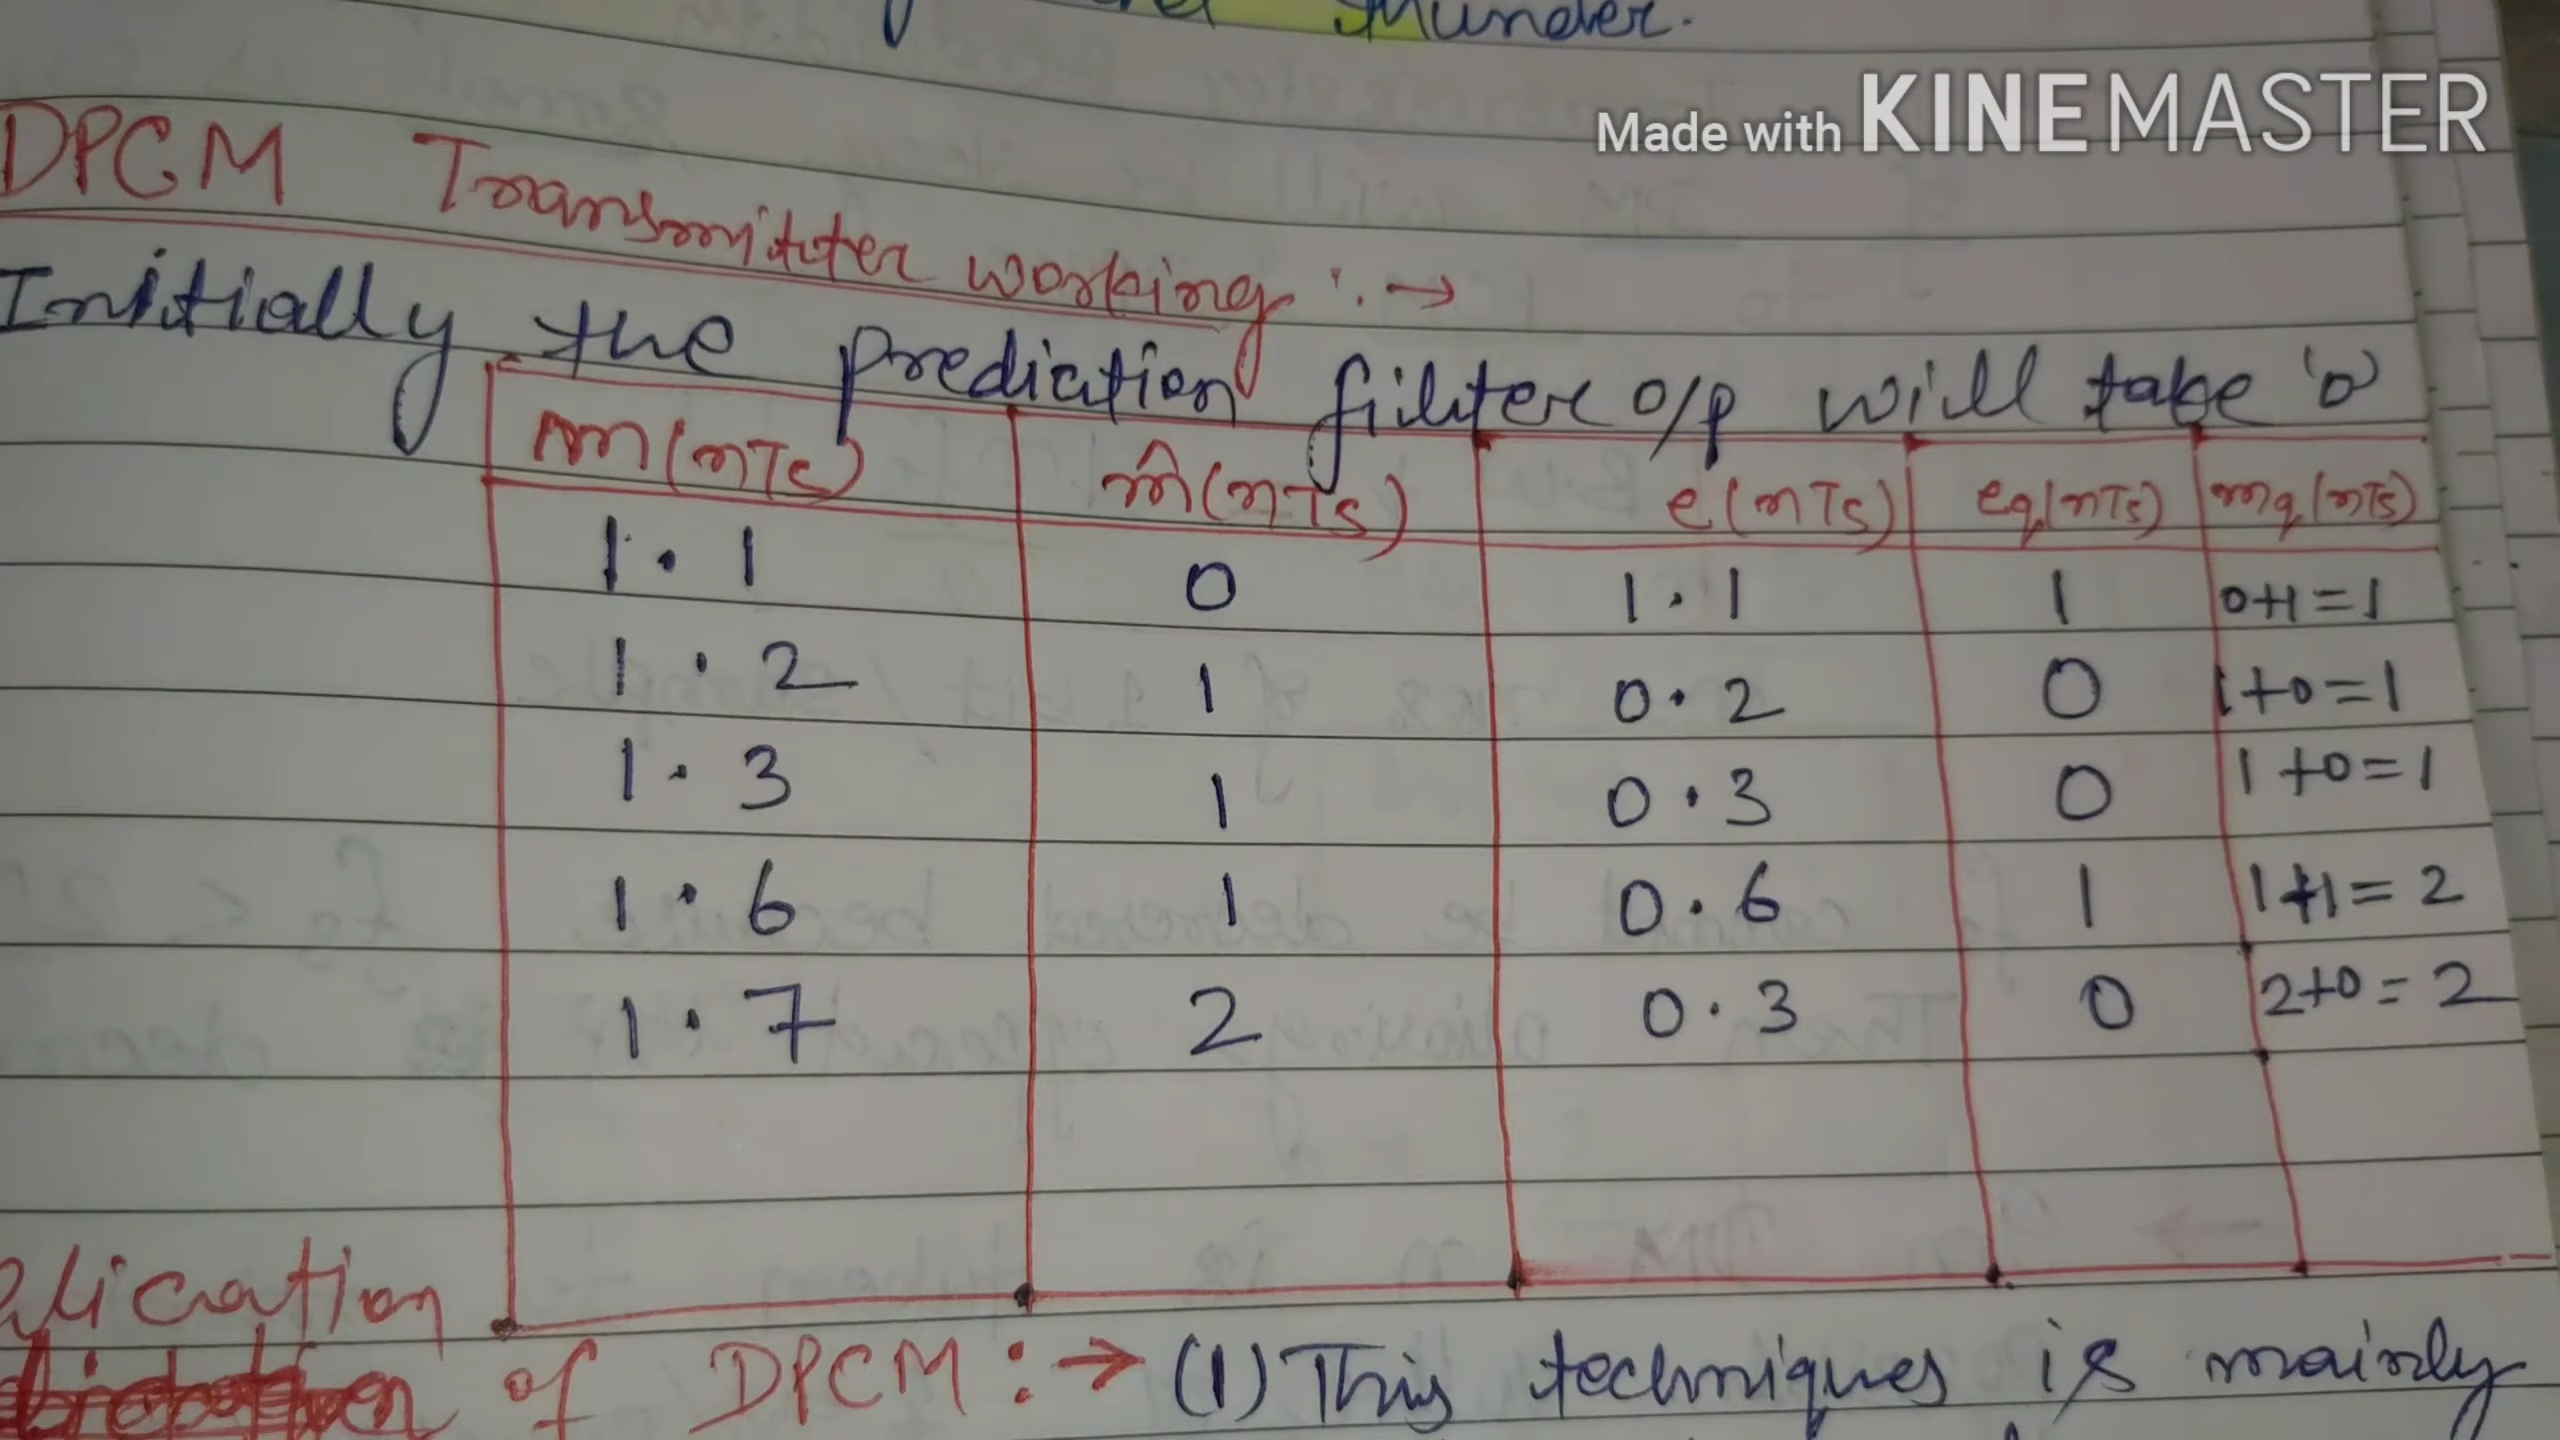 Thunder.
Made with KINEMASTER
DPCM Transmitter working :→
Initially the prediction filter o/p will take '0'
m(nTs) m̂(nTs) e(nTs) eq(nTs) mq(nTs)
1.1 0 1.1 1 0+1=1
1.2 1 0.2 0 1+0=1
1.3 1 0.3 0 1+0=1
1.6 1 0.6 1 1+1=2
1.7 2 0.3 0 2+0=2
of DPCM :→ (1) This techniques is mainly